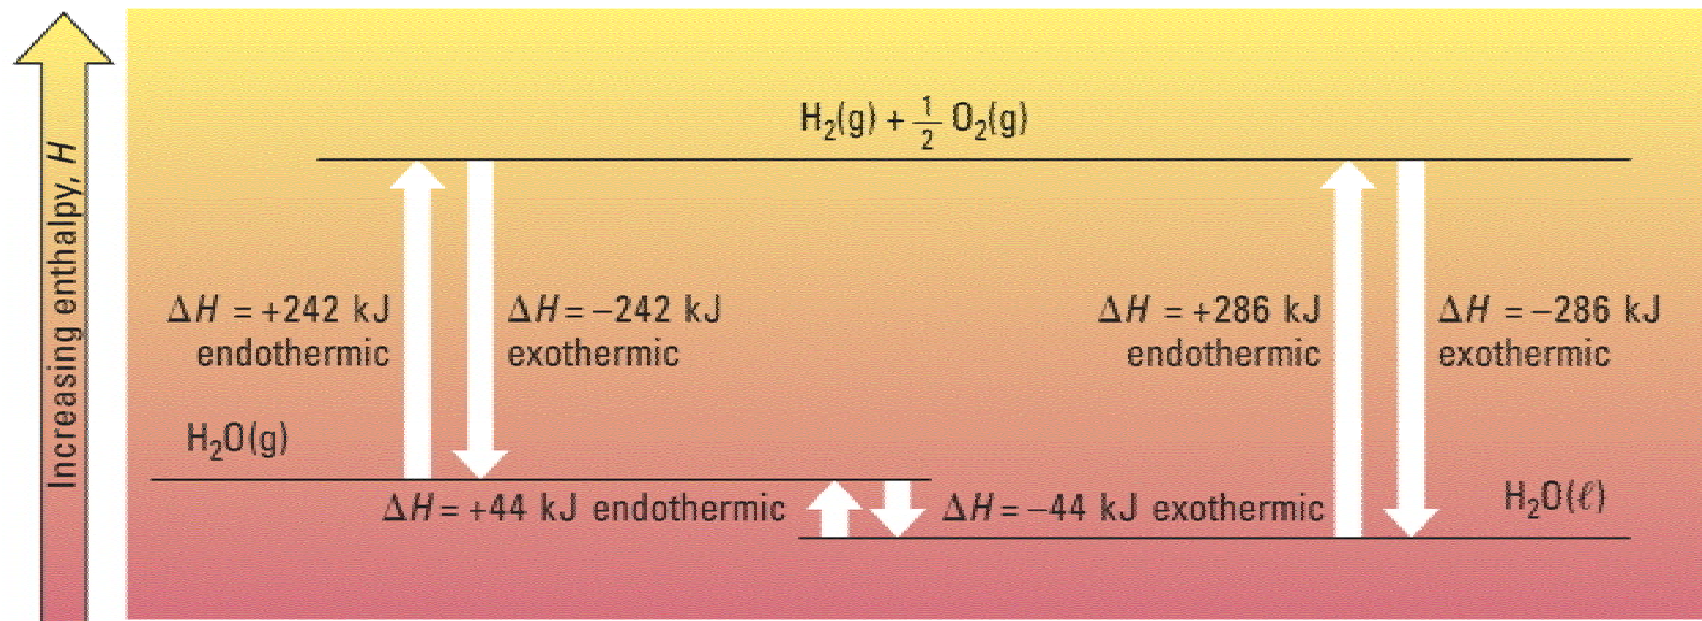 Increasing enthalpy, H
H₂(g) + 1/2 O₂(g)
ΔH = +242 kJ
endothermic
ΔH = −242 kJ
exothermic
ΔH = +286 kJ
endothermic
ΔH = −286 kJ
exothermic
H₂O(g)
ΔH = +44 kJ endothermic
ΔH = −44 kJ exothermic
H₂O(ℓ)